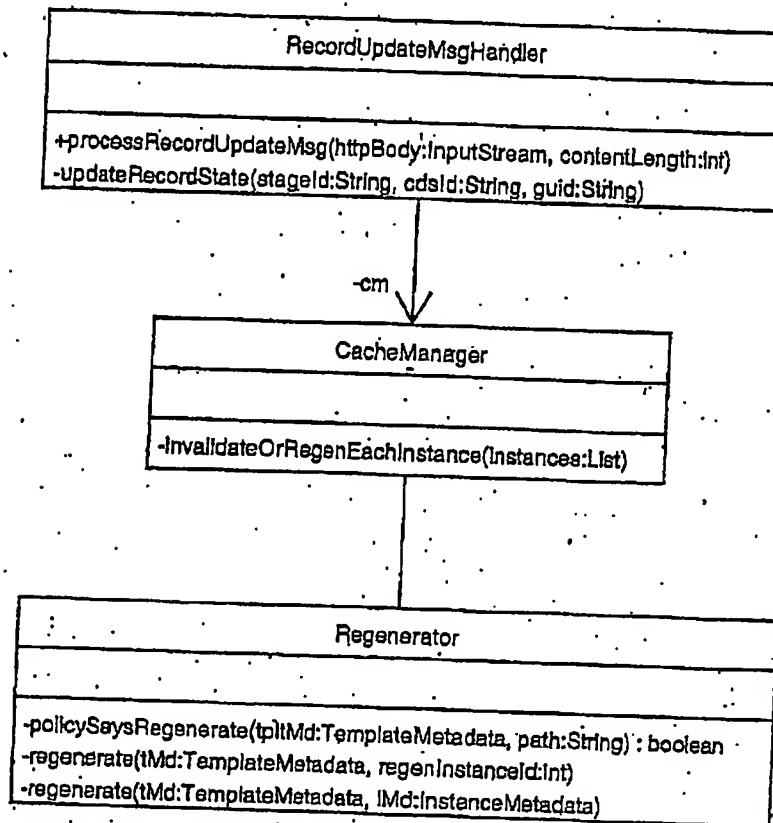 RecordUpdateMsgHandler
+processRecordUpdateMsg(httpBody:InputStream, contentLength:Int)
-updateRecordState(stageId:String, cdsId:String, guid:String)
-cm
CacheManager
-InvalidateOrRegenEachInstance(Instances:List)
Regenerator
-policySaysRegenerate(tpltMd:TemplateMetadata, path:String) : boolean
-regenerate(tMd:TemplateMetadata, regenInstanceId:Int)
-regenerate(tMd:TemplateMetadata, IMd:InstanceMetadata)